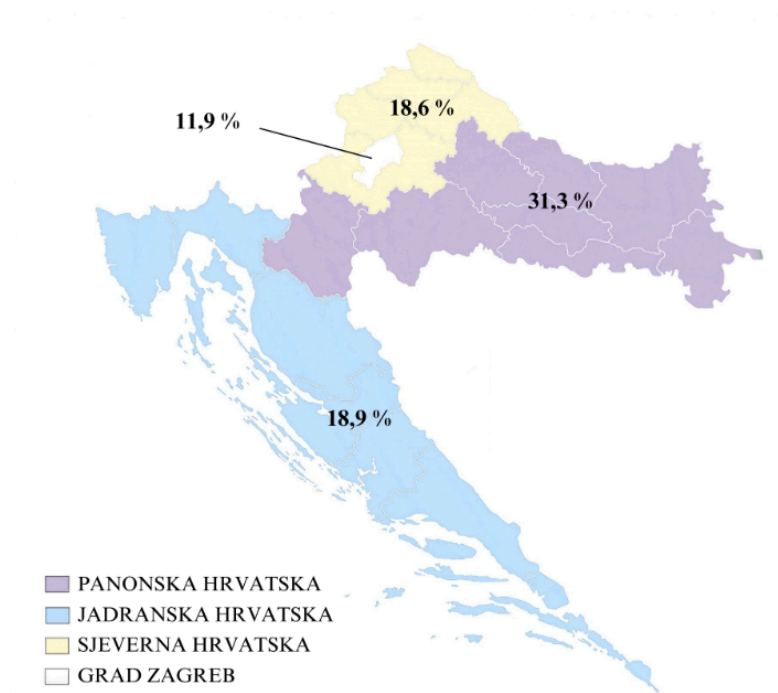 18,6 %
11,9 %
31,3 %
18,9 %
PANONSKA HRVATSKA
JADRANSKA HRVATSKA
SJEVERNA HRVATSKA
GRAD ZAGREB